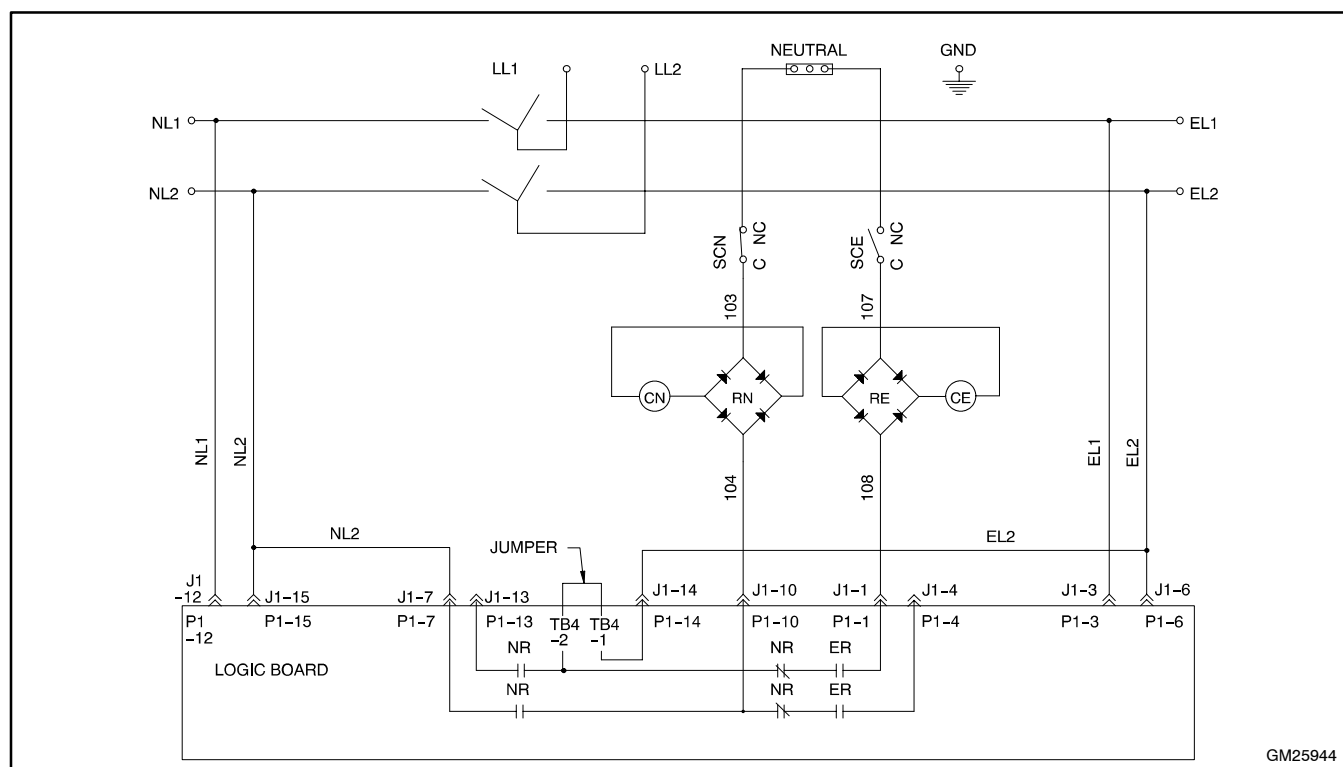 NEUTRAL
GND
LL1
LL2
NL1
EL1
NL2
EL2
SCN
C NC
SCE
C NC
103
107
CN
RN
RE
CE
NL1
NL2
104
108
EL1
EL2
NL2
JUMPER
EL2
J1
-12
J1-15
J1-7
J1-13
J1-14
J1-10
J1-1
J1-4
J1-3
J1-6
P1
-12
P1-15
P1-7
P1-13
TB4
-2
TB4
-1
P1-14
P1-10
P1-1
P1-4
P1-3
P1-6
LOGIC BOARD
NR
NR
ER
NR
NR
ER
GM25944